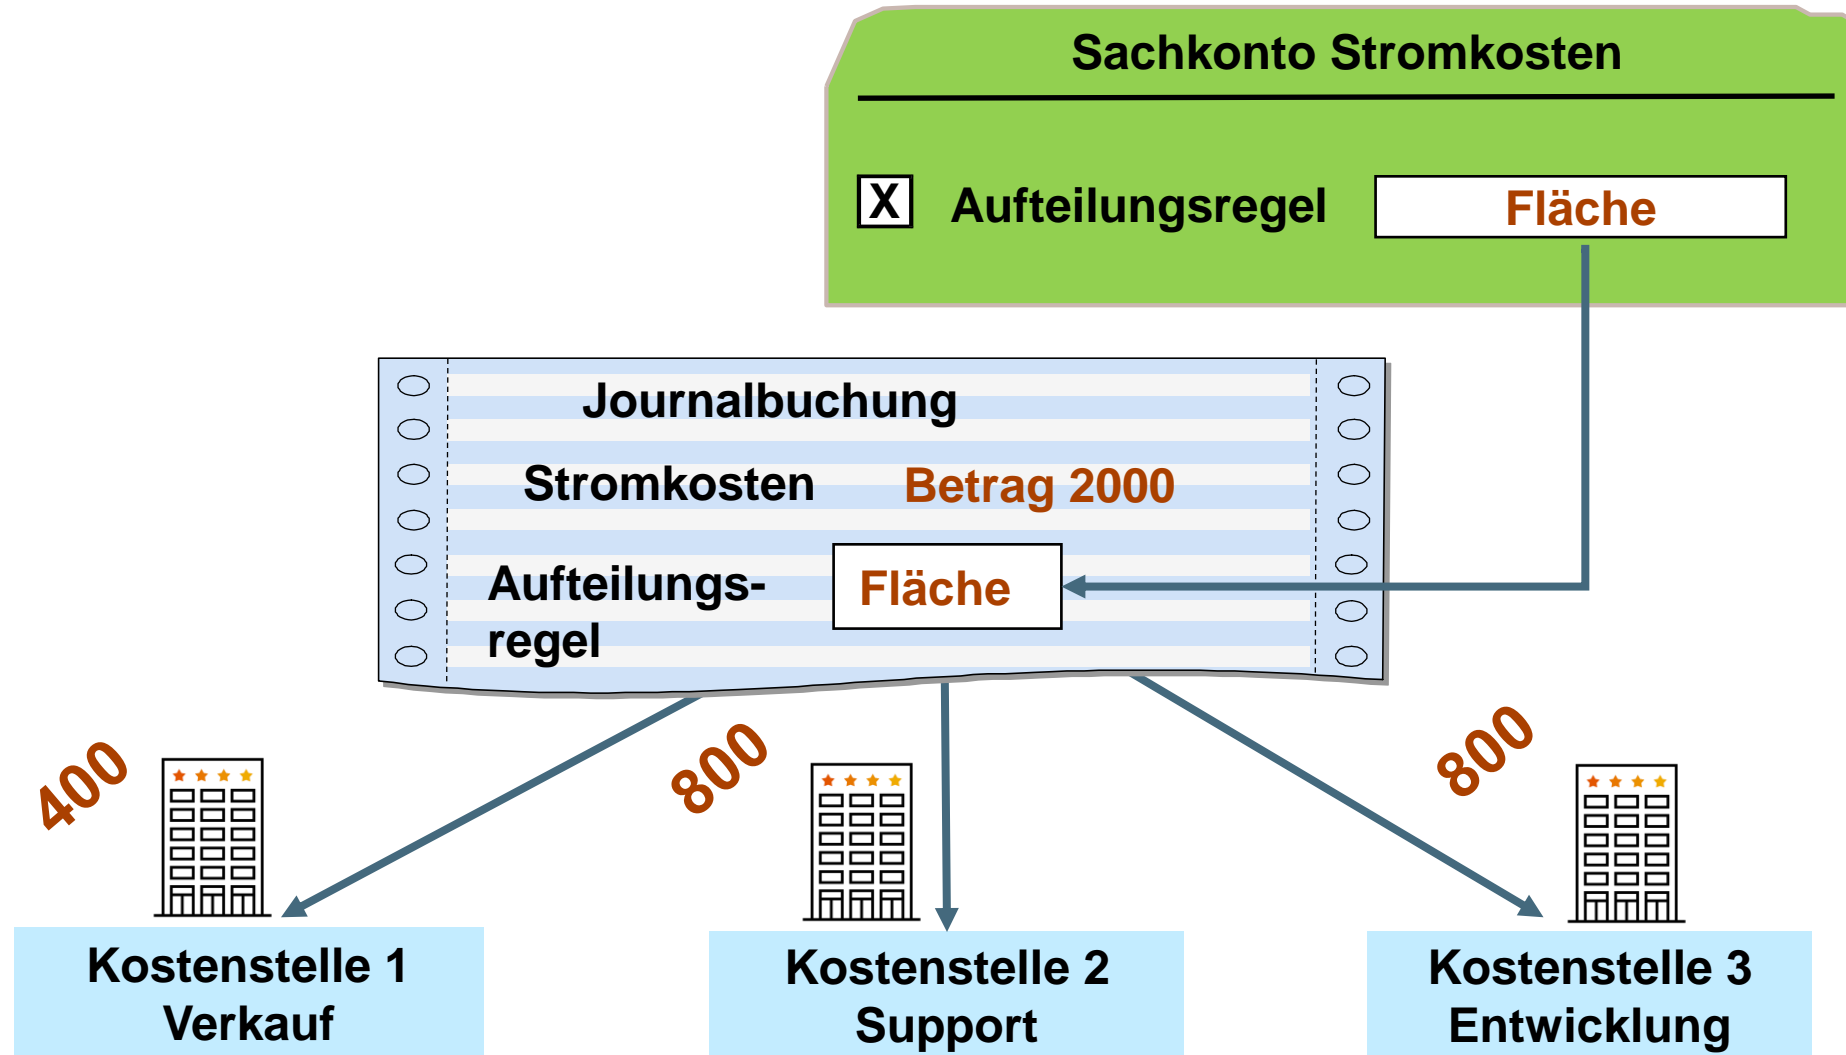 Sachkonto Stromkosten
X Aufteilungsregel Fläche
Journalbuchung
Stromkosten Betrag 2000
Aufteilungs-
regel
Fläche
400
800
800
Kostenstelle 1
Verkauf
Kostenstelle 2
Support
Kostenstelle 3
Entwicklung